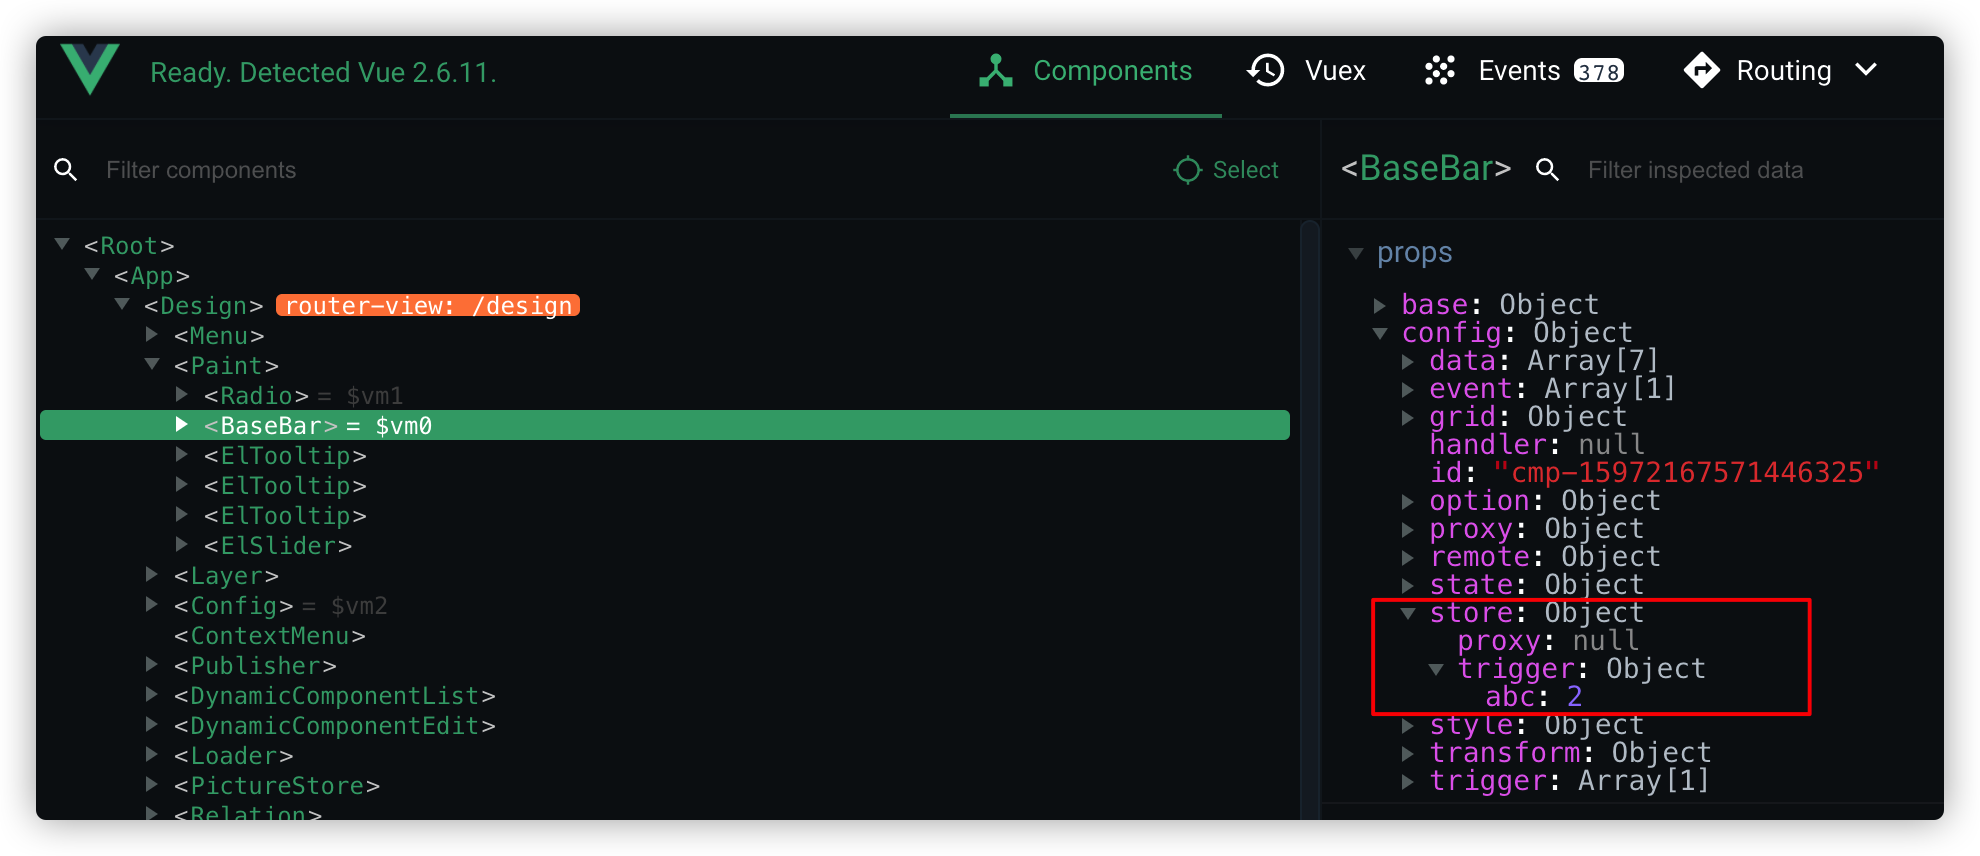 Ready. Detected Vue 2.6.11.
Components
Vuex
Events 378
Routing
Filter components
Select
<BaseBar>
Filter inspected data
<Root>
<App>
<Design> router-view: /design
<Menu>
<Paint>
<Radio> = $vm1
<BaseBar> = $vm0
<ElTooltip>
<ElTooltip>
<ElTooltip>
<ElSlider>
<Layer>
<Config> = $vm2
<ContextMenu>
<Publisher>
<DynamicComponentList>
<DynamicComponentEdit>
<Loader>
<PictureStore>
<Relation>
props
base: Object
config: Object
data: Array[7]
event: Array[1]
grid: Object
handler: null
id: "cmp-15972167571446325"
option: Object
proxy: Object
remote: Object
state: Object
store: Object
proxy: null
trigger: Object
abc: 2
style: Object
transform: Object
trigger: Array[1]